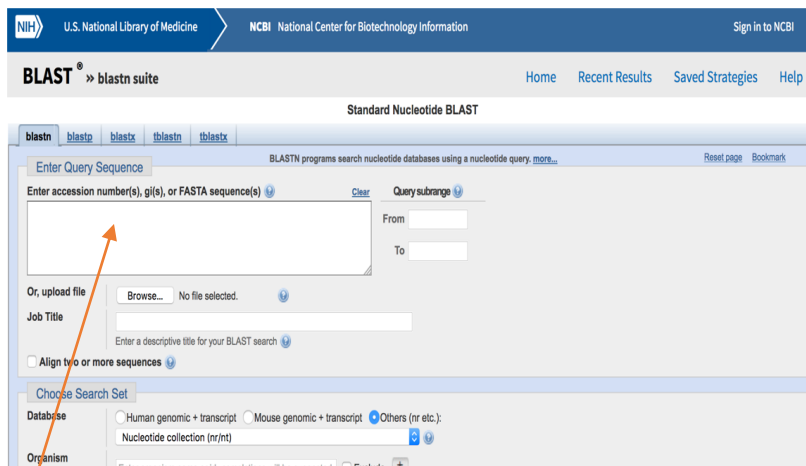 NIH U.S. National Library of Medicine NCBI National Center for Biotechnology Information Sign in to NCBI
BLAST ® » blastn suite Home Recent Results Saved Strategies Help
Standard Nucleotide BLAST
blastn blastp blastx tblastn tblastx
BLASTN programs search nucleotide databases using a nucleotide query. more... Reset page Bookmark
Enter Query Sequence
Enter accession number(s), gi(s), or FASTA sequence(s) Clear Query subrange
From
To
Or, upload file Browse... No file selected.
Job Title
Enter a descriptive title for your BLAST search
Align two or more sequences
Choose Search Set
Database Human genomic + transcript Mouse genomic + transcript Others (nr etc.):
Nucleotide collection (nr/nt)
Organism